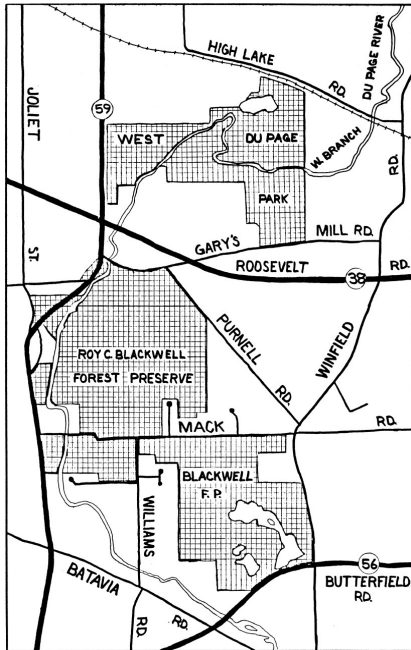 HIGH LAKE RD.
DU PAGE RIVER
W. BRANCH
JOLIET ST.
59
WEST DU PAGE PARK
RD.
GARY'S MILL RD.
ROOSEVELT RD.
38
PURNELL RD.
WINFIELD
ROY C. BLACKWELL
FOREST PRESERVE
MACK RD.
BLACKWELL
F.P.
WILLIAMS RD.
BATAVIA RD.
56
BUTTERFIELD
RD.